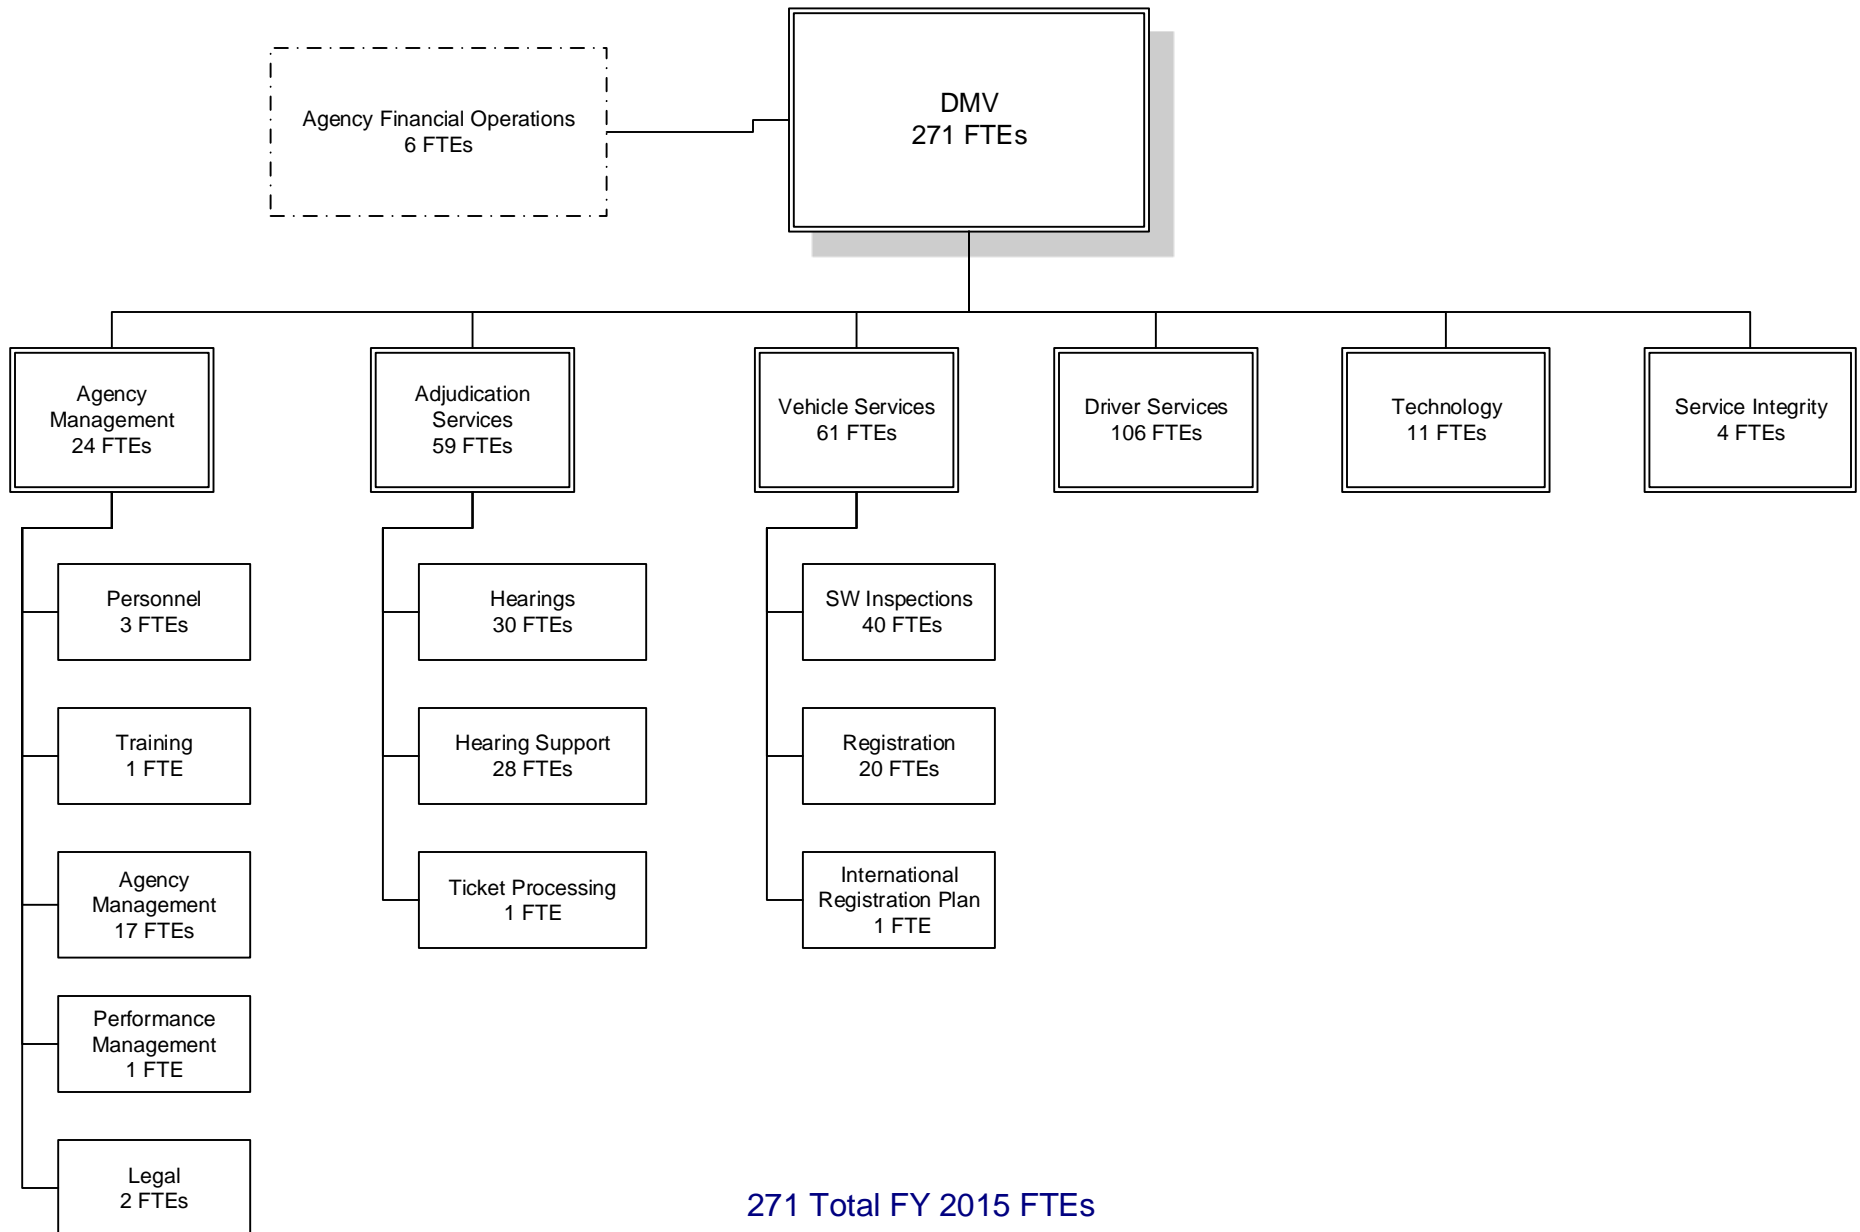 Agency Financial Operations
6 FTEs
DMV
271 FTEs
Agency
Management
24 FTEs
Adjudication
Services
59 FTEs
Vehicle Services
61 FTEs
Driver Services
106 FTEs
Technology
11 FTEs
Service Integrity
4 FTEs
Personnel
3 FTEs
Training
1 FTE
Agency
Management
17 FTEs
Performance
Management
1 FTE
Legal
2 FTEs
Hearings
30 FTEs
Hearing Support
28 FTEs
Ticket Processing
1 FTE
SW Inspections
40 FTEs
Registration
20 FTEs
International
Registration Plan
1 FTE
271 Total FY 2015 FTEs